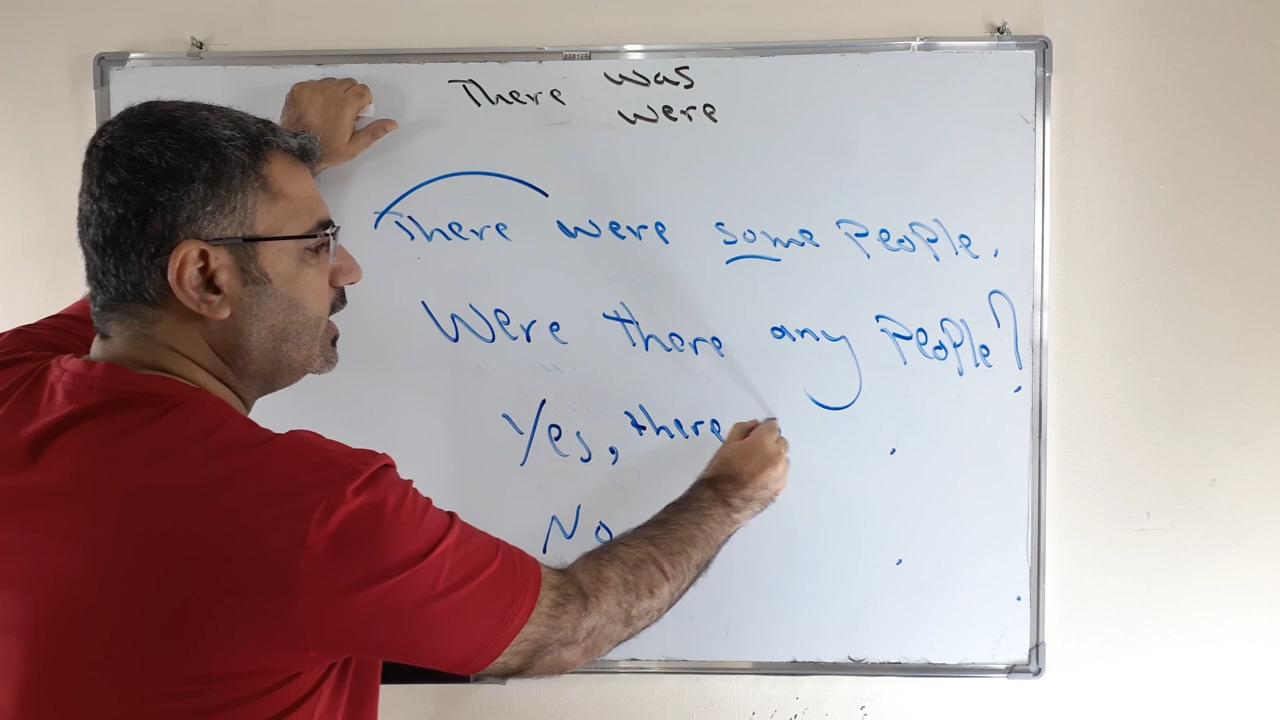 There was
were
There were some People.
Were there any People?
Yes, there
No